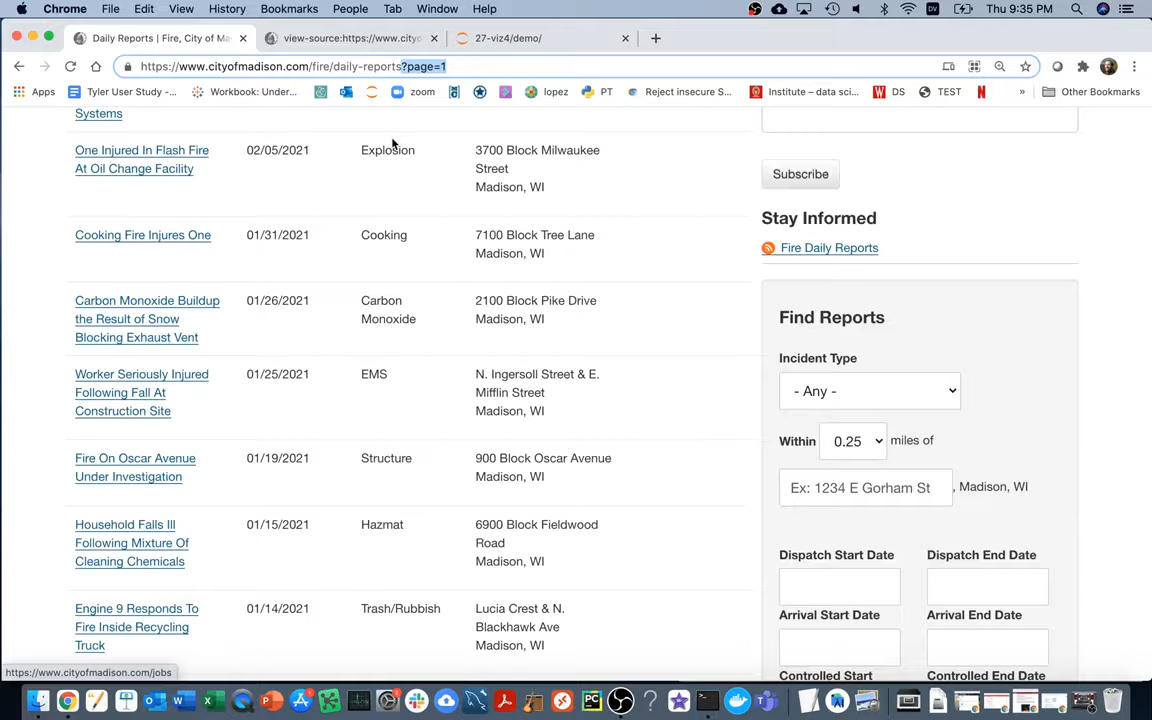 Chrome File Edit View History Bookmarks People Tab Window Help Thu 9:35 PM
Daily Reports | Fire, City of Ma view-source:https://www.cityo 27-viz4/demo/
https://www.cityofmadison.com/fire/daily-reports?page=1
Apps Tyler User Study -... Workbook: Under... zoom lopez PT Reject insecure S... Institute – data sci... DS TEST » Other Bookmarks
Systems
One Injured In Flash Fire At Oil Change Facility
02/05/2021
Explosion
3700 Block Milwaukee
Street
Madison, WI
Cooking Fire Injures One
01/31/2021
Cooking
7100 Block Tree Lane
Madison, WI
Carbon Monoxide Buildup
the Result of Snow
Blocking Exhaust Vent
01/26/2021
Carbon
Monoxide
2100 Block Pike Drive
Madison, WI
Worker Seriously Injured
Following Fall At
Construction Site
01/25/2021
EMS
N. Ingersoll Street & E.
Mifflin Street
Madison, WI
Fire On Oscar Avenue
Under Investigation
01/19/2021
Structure
900 Block Oscar Avenue
Madison, WI
Household Falls Ill
Following Mixture Of
Cleaning Chemicals
01/15/2021
Hazmat
6900 Block Fieldwood
Road
Madison, WI
Engine 9 Responds To
Fire Inside Recycling
Truck
01/14/2021
Trash/Rubbish
Lucia Crest & N.
Blackhawk Ave
Madison, WI
Subscribe
Stay Informed
Fire Daily Reports
Find Reports
Incident Type
- Any -
Within 0.25 miles of
Ex: 1234 E Gorham St , Madison, WI
Dispatch Start Date Dispatch End Date
Arrival Start Date Arrival End Date
Controlled Start Controlled End Date
https://www.cityofmadison.com/jobs